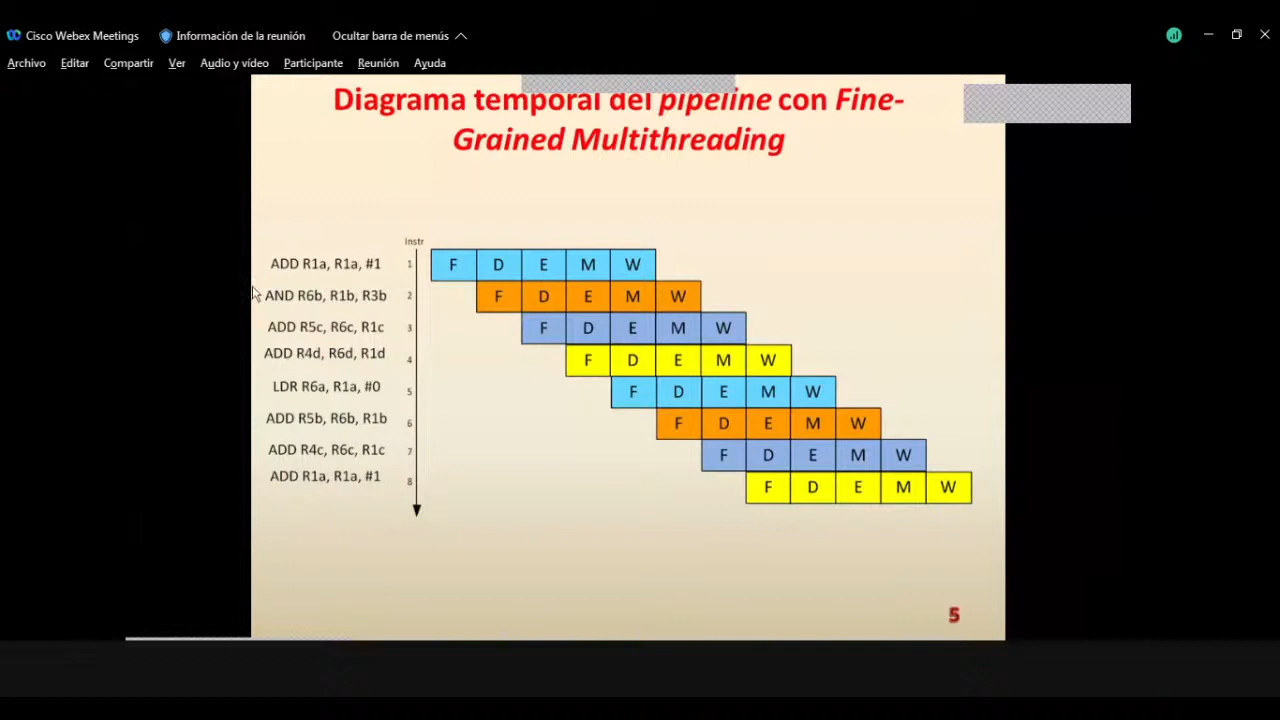 Cisco Webex Meetings Información de la reunión Ocultar barra de menús
Archivo Editar Compartir Ver Audio y vídeo Participante Reunión Ayuda
Diagrama temporal del pipeline con Fine-
Grained Multithreading
Instr
ADD R1a, R1a, #1 1 F D E M W
AND R6b, R1b, R3b 2 F D E M W
ADD R5c, R6c, R1c 3 F D E M W
ADD R4d, R6d, R1d 4 F D E M W
LDR R6a, R1a, #0 5 F D E M W
ADD R5b, R6b, R1b 6 F D E M W
ADD R4c, R6c, R1c 7 F D E M W
ADD R1a, R1a, #1 8 F D E M W
5